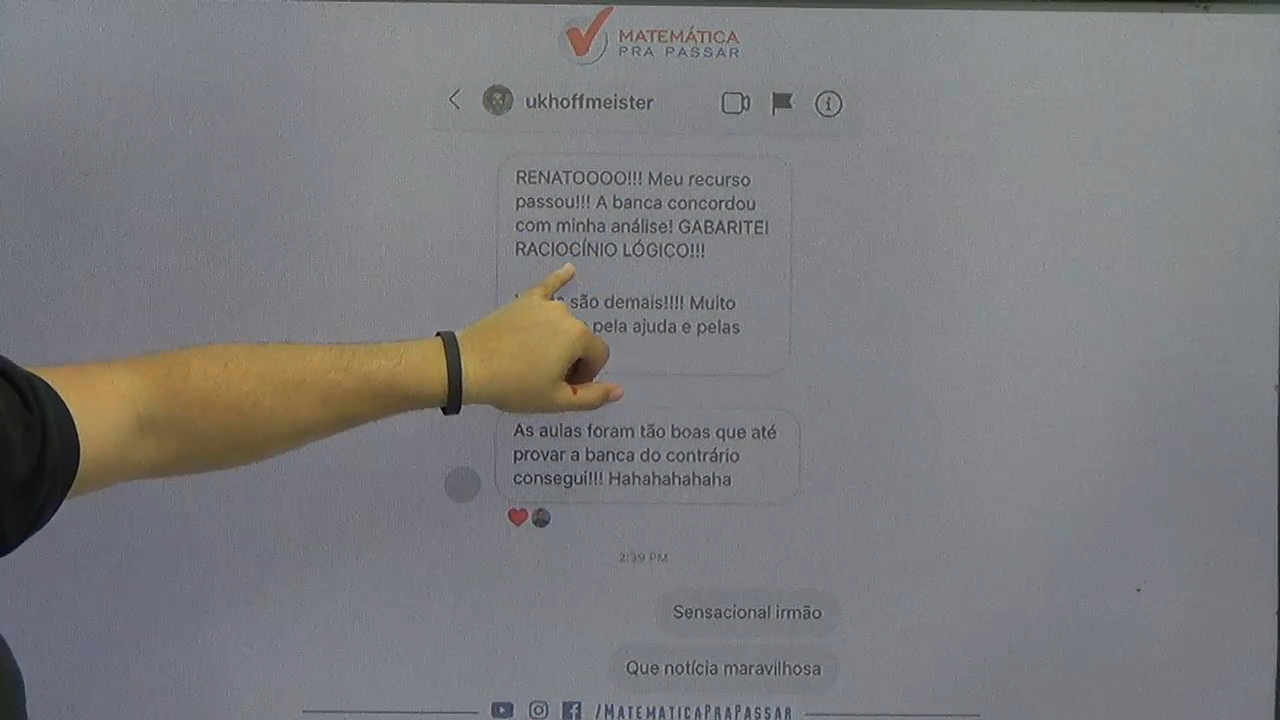 MATEMÁTICA
PRA PASSAR
ukhoffmeister
RENATOOOO!!! Meu recurso
passou!!! A banca concordou
com minha análise! GABARITEI
RACIOCÍNIO LÓGICO!!!
são demais!!!! Muito
pela ajuda e pelas
As aulas foram tão boas que até
provar a banca do contrário
consegui!!! Hahahahahaha
2:39 PM
Sensacional irmão
Que notícia maravilhosa
/MATEMATICAPRAPASSAR